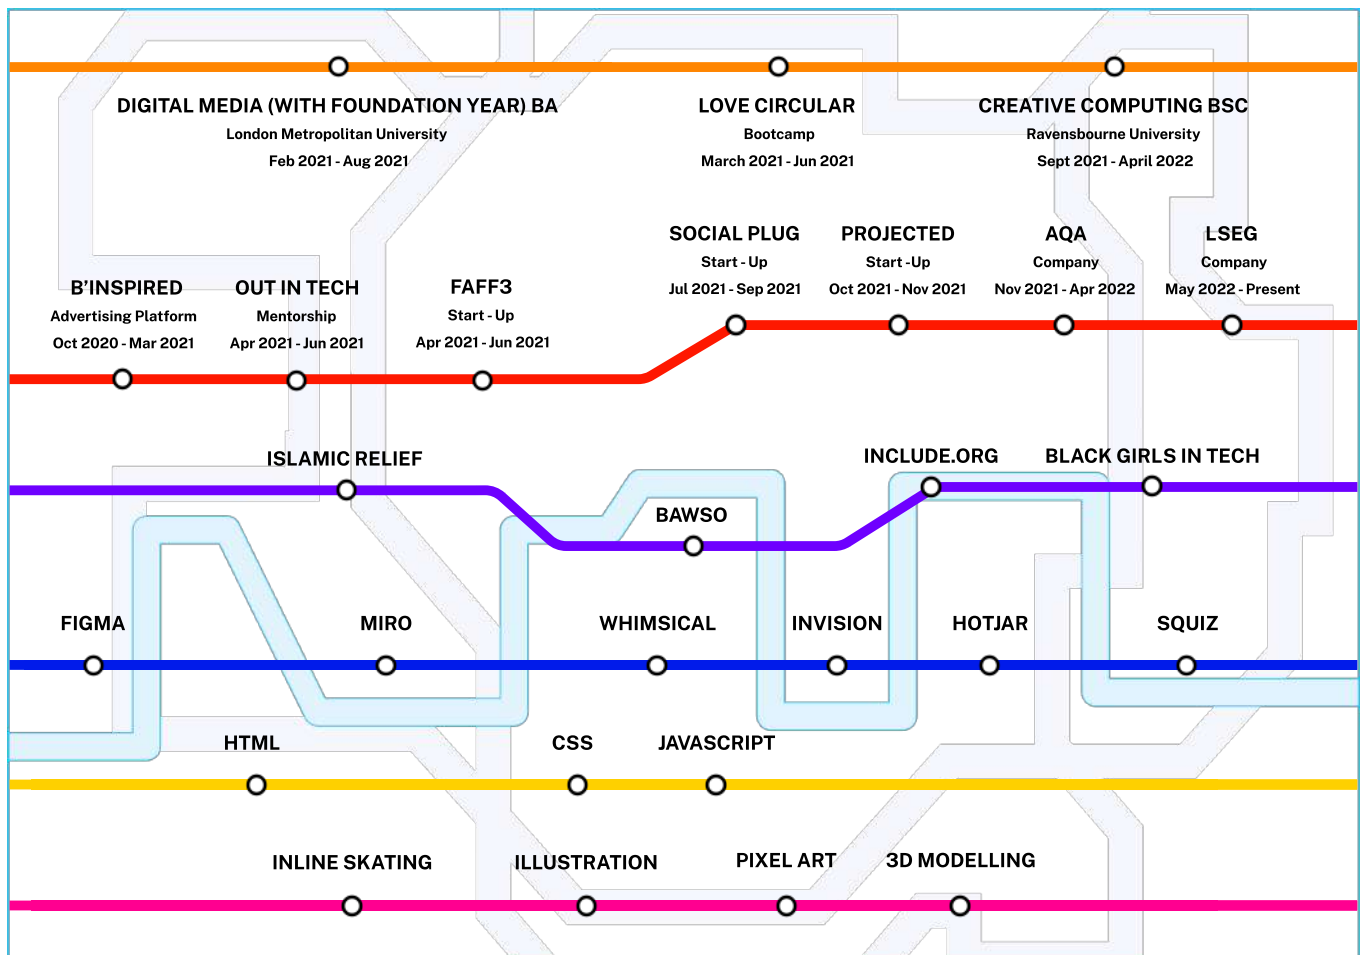 DIGITAL MEDIA (WITH FOUNDATION YEAR) BA
London Metropolitan University
Feb 2021 - Aug 2021
LOVE CIRCULAR
Bootcamp
March 2021 - Jun 2021
CREATIVE COMPUTING BSC
Ravensbourne University
Sept 2021 - April 2022
B'INSPIRED
Advertising Platform
Oct 2020 - Mar 2021
OUT IN TECH
Mentorship
Apr 2021 - Jun 2021
FAFF3
Start - Up
Apr 2021 - Jun 2021
SOCIAL PLUG
Start - Up
Jul 2021 - Sep 2021
PROJECTED
Start -Up
Oct 2021 - Nov 2021
AQA
Company
Nov 2021 - Apr 2022
LSEG
Company
May 2022 - Present
ISLAMIC RELIEF
BAWSO
INCLUDE.ORG
BLACK GIRLS IN TECH
FIGMA
MIRO
WHIMSICAL
INVISION
HOTJAR
SQUIZ
HTML
CSS
JAVASCRIPT
INLINE SKATING
ILLUSTRATION
PIXEL ART
3D MODELLING